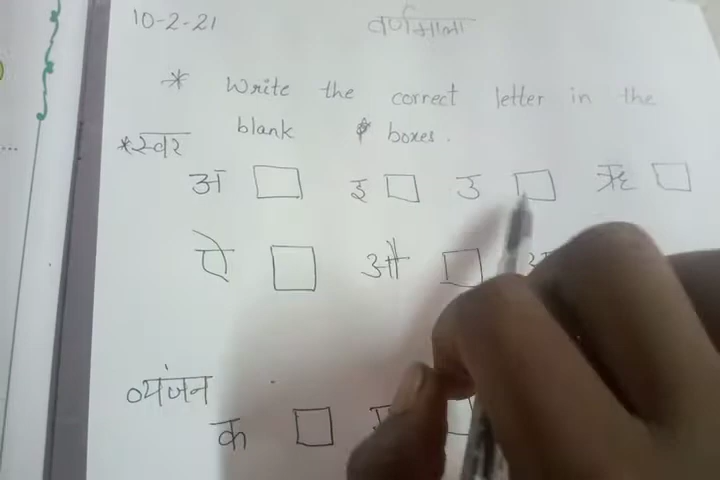 10-2-21 वर्णमाला
* Write the correct letter in the
blank boxes.
*स्वर
अ इ उ ऋ
ऐ औ
व्यंजन
क